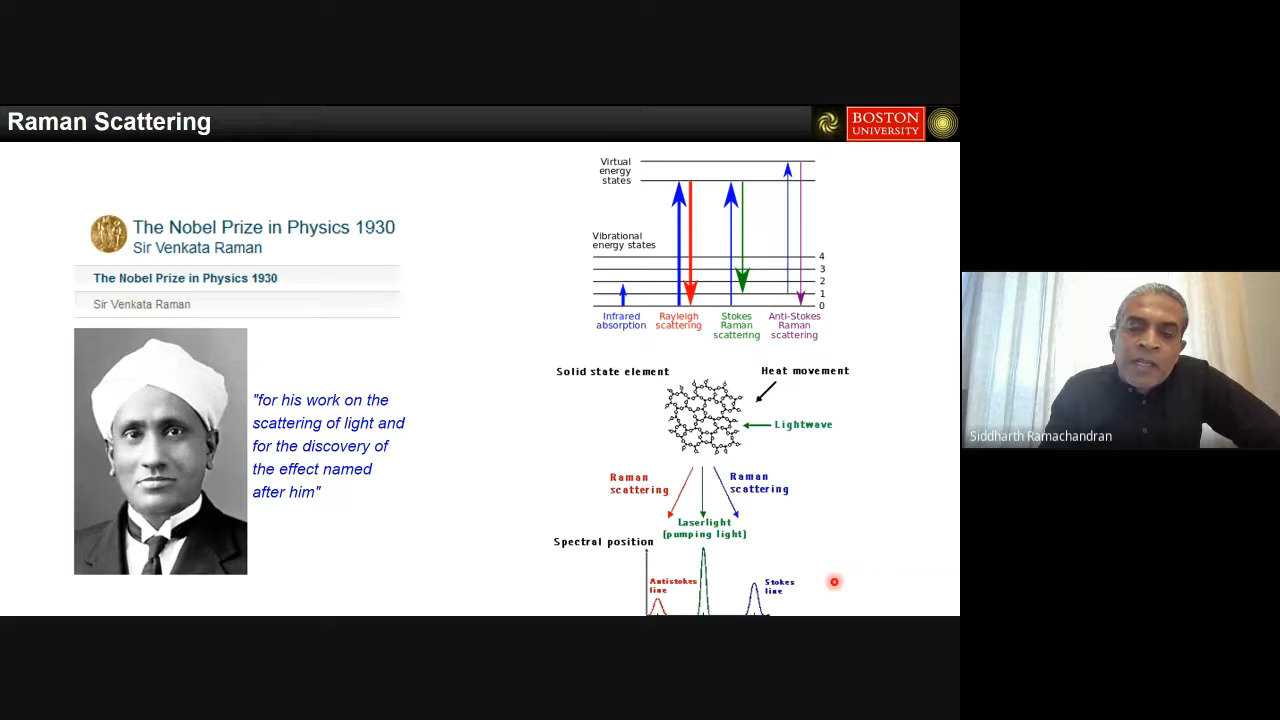 Raman Scattering
BOSTON
UNIVERSITY
The Nobel Prize in Physics 1930
Sir Venkata Raman
The Nobel Prize in Physics 1930
Sir Venkata Raman
"for his work on the
scattering of light and
for the discovery of
the effect named
after him"
Virtual
energy
states
Vibrational
energy states
4
3
2
1
0
Infrared
absorption
Rayleigh
scattering
Stokes
Raman
scattering
Anti-Stokes
Raman
scattering
Solid state element
Heat movement
Lightwave
Raman
scattering
Raman
scattering
Laserlight
(pumping light)
Spectral position
Antistokes
line
Stokes
line
Siddharth Ramachandran